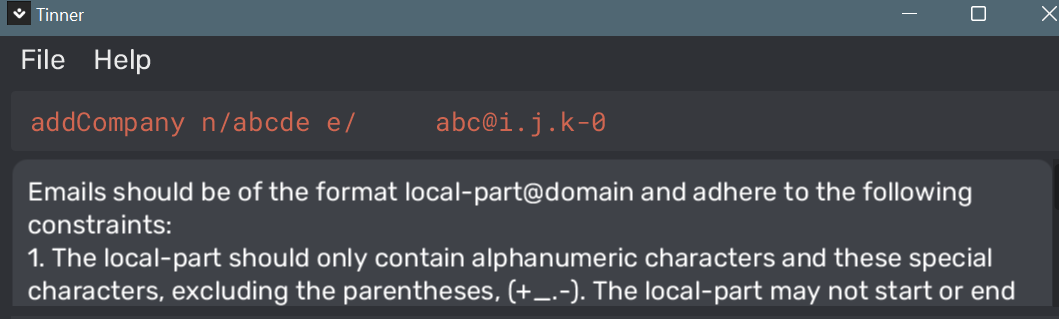 Tinner
File Help
addCompany n/abcde e/     abc@i.j.k-0
Emails should be of the format local-part@domain and adhere to the following
constraints:
1. The local-part should only contain alphanumeric characters and these special
characters, excluding the parentheses, (+_.-). The local-part may not start or end